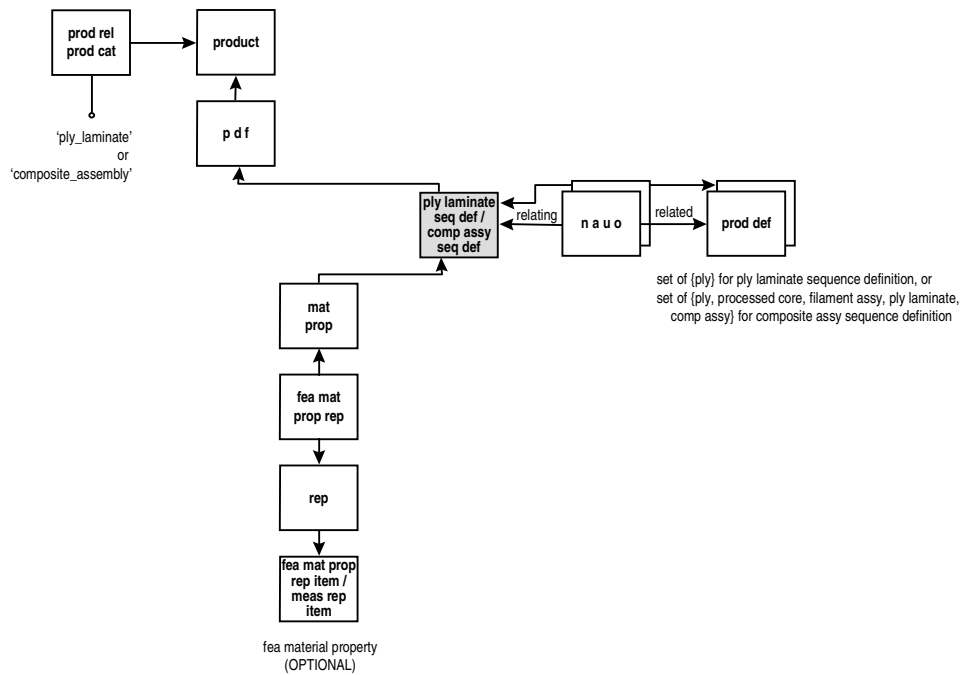 prod rel
prod cat
product
‘ply_laminate’
or
‘composite_assembly’
p d f
ply laminate
seq def /
comp assy
seq def
relating
n a u o
related
prod def
set of {ply} for ply laminate sequence definition, or
set of {ply, processed core, filament assy, ply laminate,
comp assy} for composite assy sequence definition
mat
prop
fea mat
prop rep
rep
fea mat prop
rep item /
meas rep
item
fea material property
(OPTIONAL)